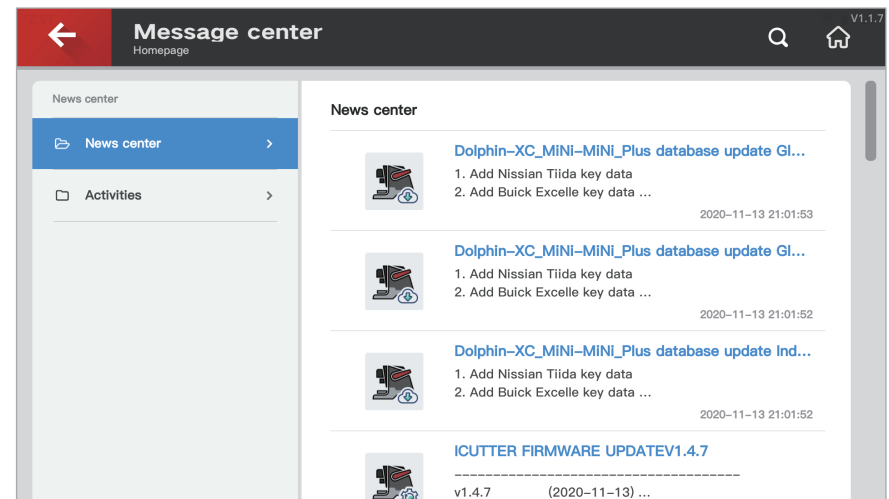 V1.1.7
Message center
Homepage
News center
News center
Activities
News center
Dolphin-XC_MiNi-MiNi_Plus database update Gl...
1. Add Nissian Tiida key data
2. Add Buick Excelle key data ...
2020-11-13 21:01:53
Dolphin-XC_MiNi-MiNi_Plus database update Gl...
1. Add Nissian Tiida key data
2. Add Buick Excelle key data ...
2020-11-13 21:01:52
Dolphin-XC_MiNi-MiNi_Plus database update Ind...
1. Add Nissian Tiida key data
2. Add Buick Excelle key data ...
2020-11-13 21:01:52
ICUTTER FIRMWARE UPDATEV1.4.7
-------------------------------------
v1.4.7 (2020-11-13) ...